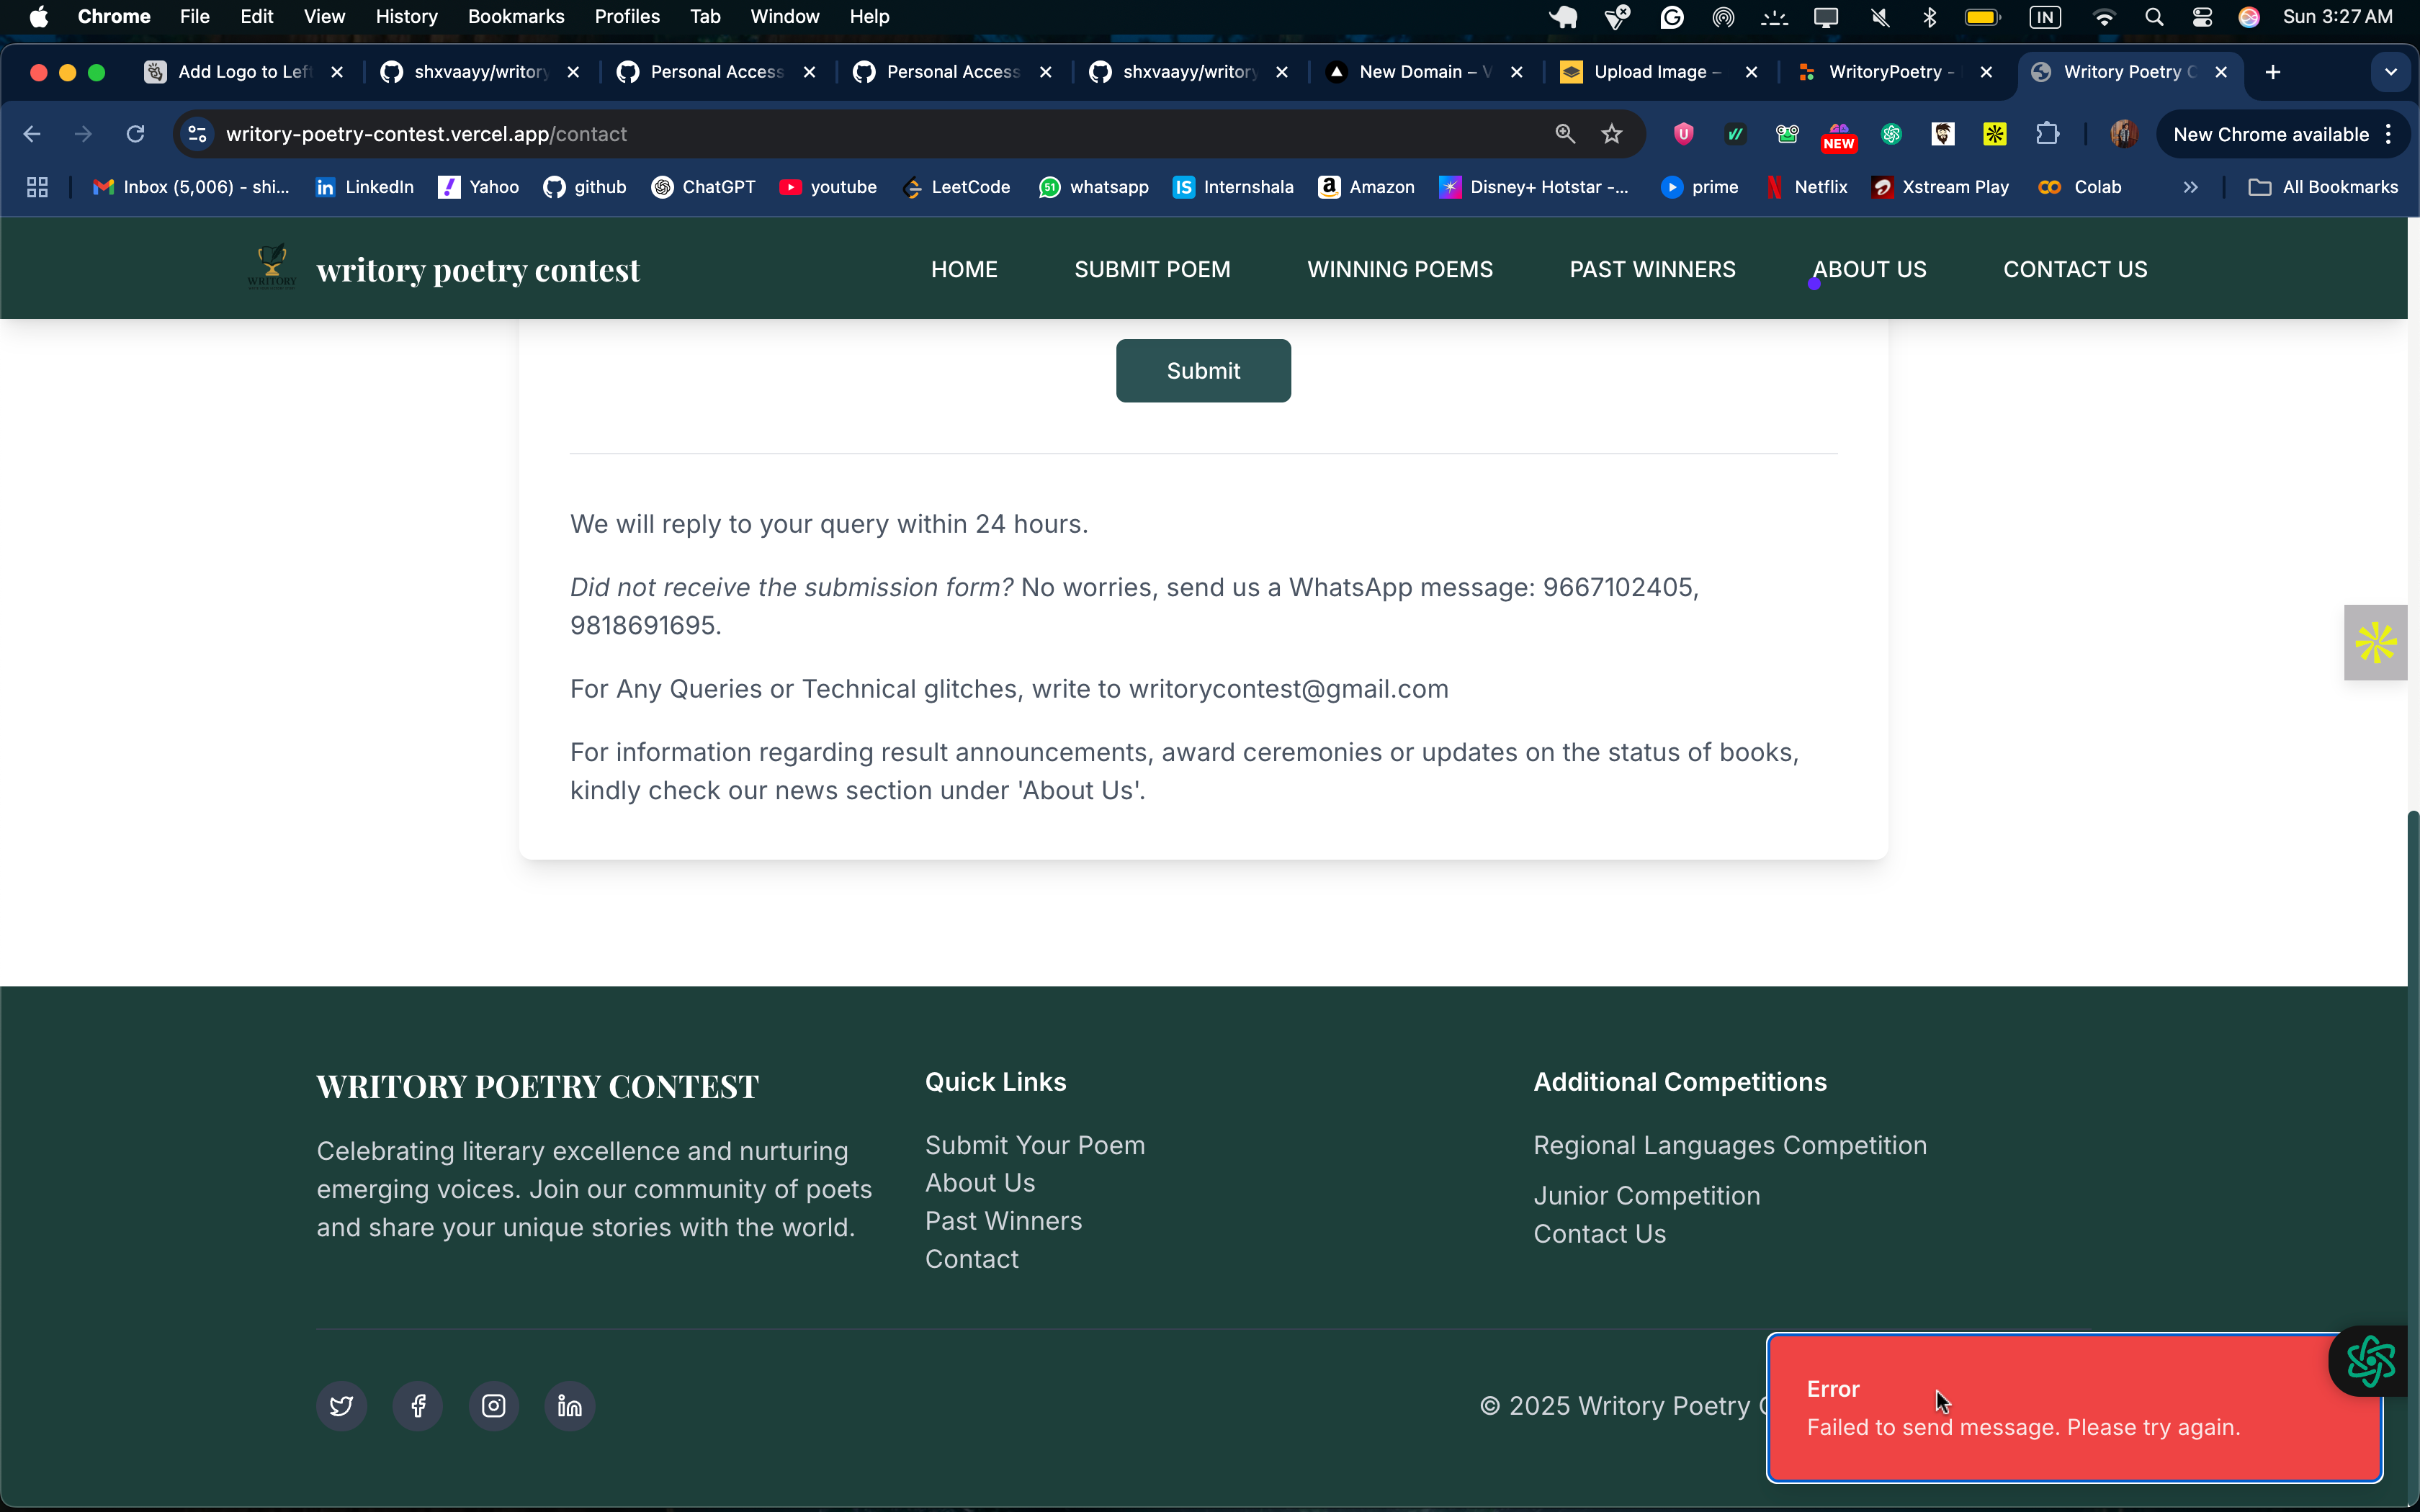 Chrome File Edit View History Bookmarks Profiles Tab Window Help IN Sun 3:27 AM
Add Logo to Left shxvaayy/writory Personal Access Personal Access shxvaayy/writory New Domain – V Upload Image – WritoryPoetry - Writory Poetry C
writory-poetry-contest.vercel.app/contact NEW New Chrome available
Inbox (5,006) - shi... LinkedIn Yahoo github ChatGPT youtube LeetCode 51 whatsapp IS Internshala Amazon Disney+ Hotstar -... prime Netflix Xstream Play Colab All Bookmarks
WRITORY writory poetry contest HOME SUBMIT POEM WINNING POEMS PAST WINNERS ABOUT US CONTACT US
Submit
We will reply to your query within 24 hours.
Did not receive the submission form? No worries, send us a WhatsApp message: 9667102405,
9818691695.
For Any Queries or Technical glitches, write to writorycontest@gmail.com
For information regarding result announcements, award ceremonies or updates on the status of books,
kindly check our news section under 'About Us'.
WRITORY POETRY CONTEST
Celebrating literary excellence and nurturing
emerging voices. Join our community of poets
and share your unique stories with the world.
Quick Links
Submit Your Poem
About Us
Past Winners
Contact
Additional Competitions
Regional Languages Competition
Junior Competition
Contact Us
© 2025 Writory Poetry
Error
Failed to send message. Please try again.